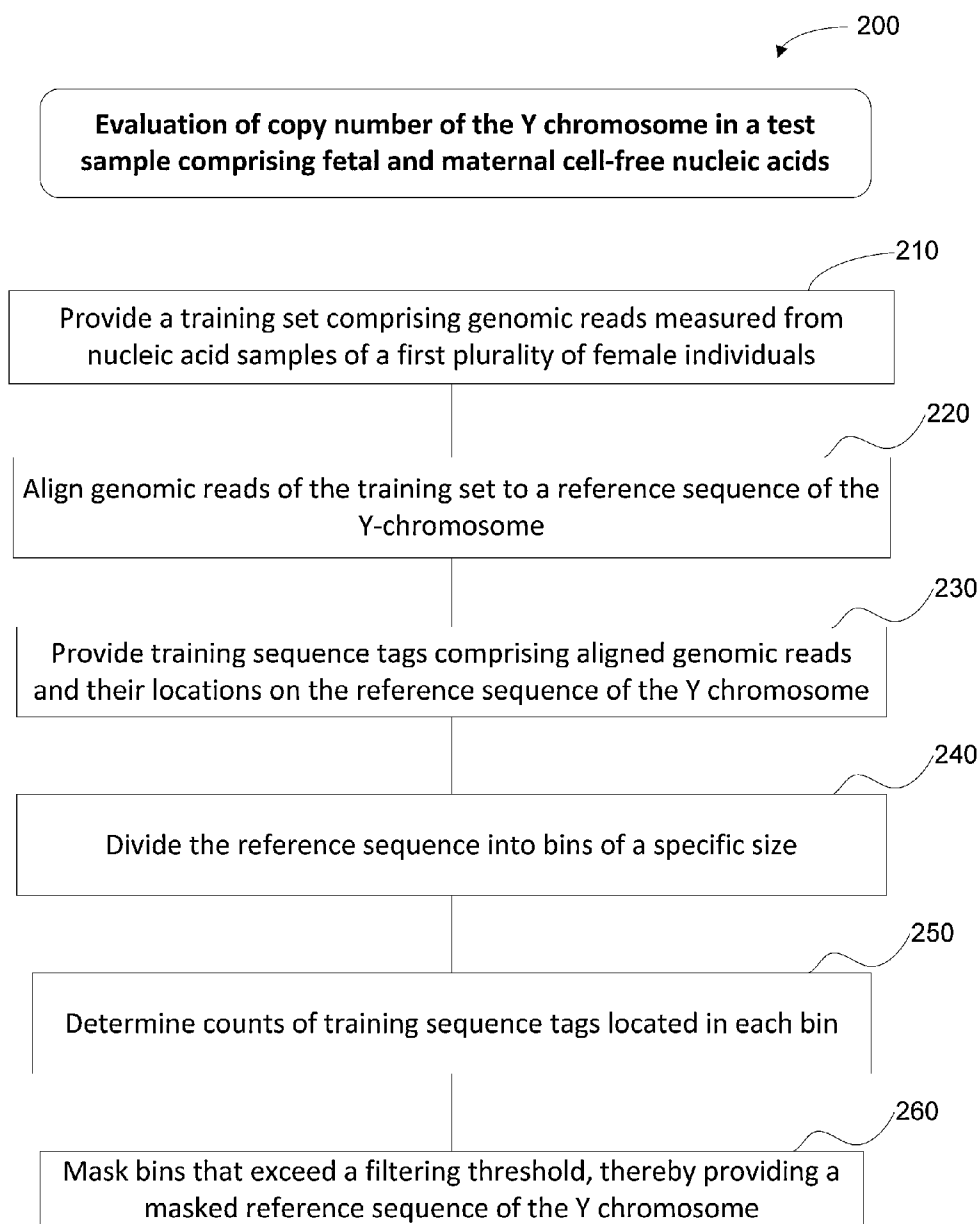 200
Evaluation of copy number of the Y chromosome in a test
sample comprising fetal and maternal cell-free nucleic acids
210
Provide a training set comprising genomic reads measured from
nucleic acid samples of a first plurality of female individuals
220
Align genomic reads of the training set to a reference sequence of the
Y-chromosome
230
Provide training sequence tags comprising aligned genomic reads
and their locations on the reference sequence of the Y chromosome
240
Divide the reference sequence into bins of a specific size
250
Determine counts of training sequence tags located in each bin
260
Mask bins that exceed a filtering threshold, thereby providing a
masked reference sequence of the Y chromosome